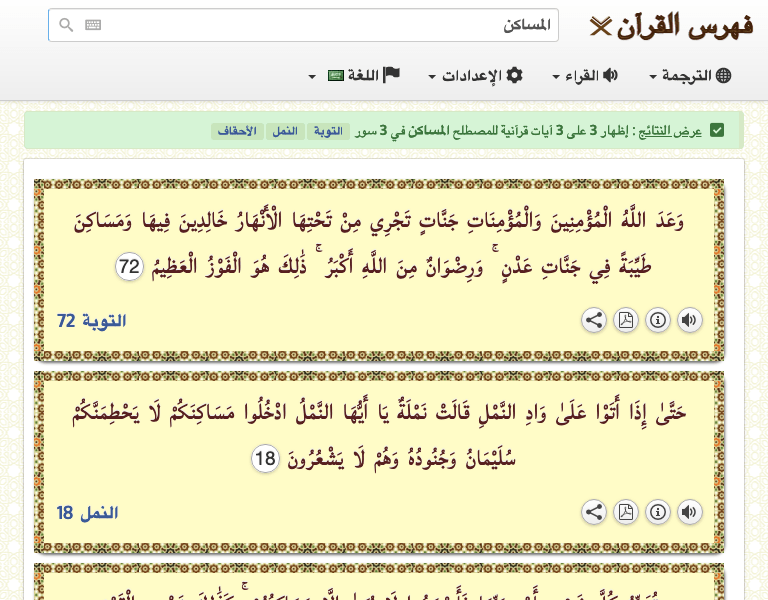 فهرس القرآن
المساكن
الترجمة
القراء
الإعدادات
اللغة
عرض النتائج : إظهار 3 على 3 آيات قرآنية للمصطلح المساكن في 3 سور التوبة النمل الأحقاف
وَعَدَ اللَّهُ الْمُؤْمِنِينَ وَالْمُؤْمِنَاتِ جَنَّاتٍ تَجْرِي مِنْ تَحْتِهَا الْأَنْهَارُ خَالِدِينَ فِيهَا وَمَسَاكِنَ
طَيِّبَةً فِي جَنَّاتِ عَدْنٍ ۚ وَرِضْوَانٌ مِنَ اللَّهِ أَكْبَرُ ۚ ذَٰلِكَ هُوَ الْفَوْزُ الْعَظِيمُ 72
التوبة 72
حَتَّىٰ إِذَا أَتَوْا عَلَىٰ وَادِ النَّمْلِ قَالَتْ نَمْلَةٌ يَا أَيُّهَا النَّمْلُ ادْخُلُوا مَسَاكِنَكُمْ لَا يَحْطِمَنَّكُمْ
سُلَيْمَانُ وَجُنُودُهُ وَهُمْ لَا يَشْعُرُونَ 18
النمل 18